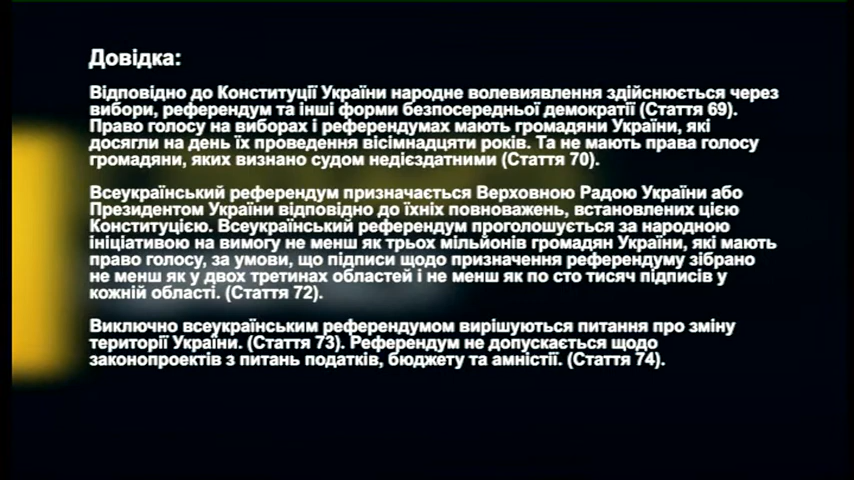 Довідка:
Відповідно до Конституції України народне волевиявлення здійснюється через
вибори, референдум та інші форми безпосередньої демократії (Стаття 69).
Право голосу на виборах і референдумах мають громадяни України, які
досягли на день їх проведення вісімнадцяти років. Та не мають права голосу
громадяни, яких визнано судом недієздатними (Стаття 70).
Всеукраїнський референдум призначається Верховною Радою України або
Президентом України відповідно до їхніх повноважень, встановлених цією
Конституцією. Всеукраїнський референдум проголошується за народною
ініціативою на вимогу не менш як трьох мільйонів громадян України, які мають
право голосу, за умови, що підписи щодо призначення референдуму зібрано
не менш як у двох третинах областей і не менш як по сто тисяч підписів у
кожній області. (Стаття 72).
Виключно всеукраїнським референдумом вирішуються питання про зміну
території України. (Стаття 73). Референдум не допускається щодо
законопроектів з питань податків, бюджету та амністії. (Стаття 74).